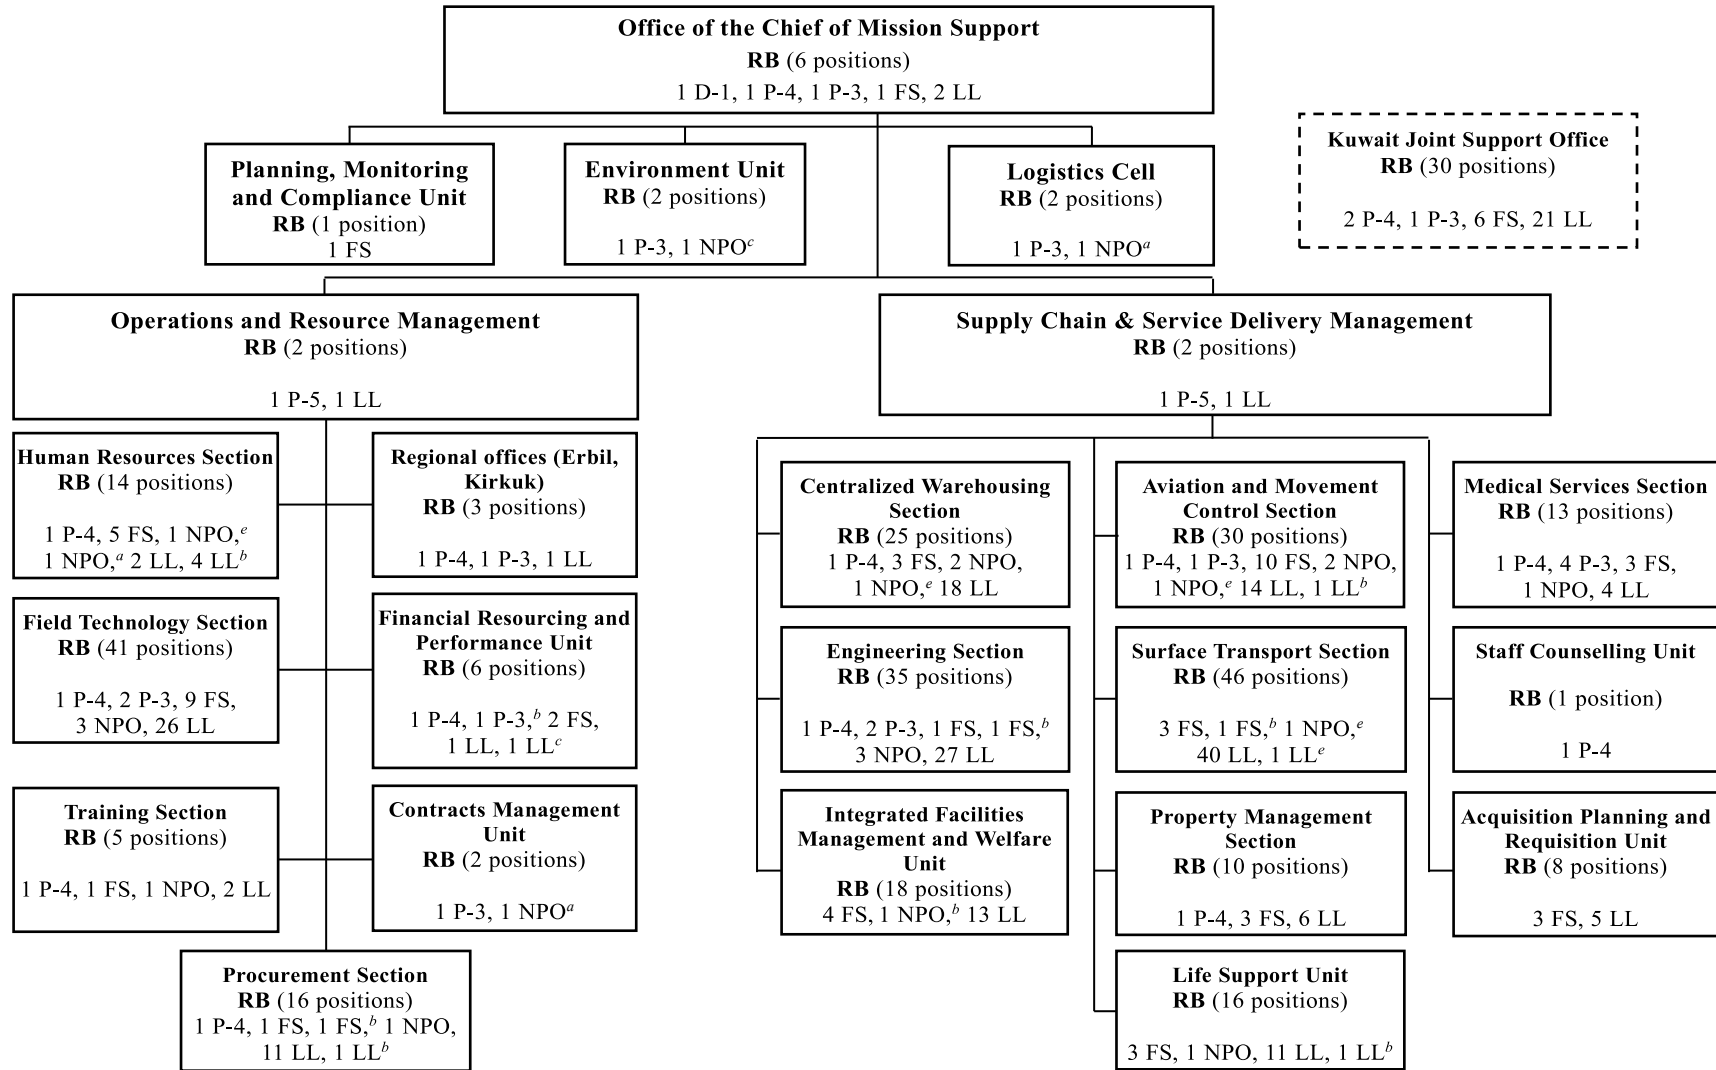 Office of the Chief of Mission Support
RB (6 positions)
1 D-1, 1 P-4, 1 P-3, 1 FS, 2 LL
Kuwait Joint Support Office
RB (30 positions)
2 P-4, 1 P-3, 6 FS, 21 LL
Planning, Monitoring
and Compliance Unit
RB (1 position)
1 FS
Environment Unit
RB (2 positions)
1 P-3, 1 NPOᶜ
Logistics Cell
RB (2 positions)
1 P-3, 1 NPOᵃ
Operations and Resource Management
RB (2 positions)
1 P-5, 1 LL
Supply Chain & Service Delivery Management
RB (2 positions)
1 P-5, 1 LL
Human Resources Section
RB (14 positions)
1 P-4, 5 FS, 1 NPO,ᵉ
1 NPO,ᵃ 2 LL, 4 LLᵇ
Regional offices (Erbil,
Kirkuk)
RB (3 positions)
1 P-4, 1 P-3, 1 LL
Field Technology Section
RB (41 positions)
1 P-4, 2 P-3, 9 FS,
3 NPO, 26 LL
Financial Resourcing and
Performance Unit
RB (6 positions)
1 P-4, 1 P-3,ᵇ 2 FS,
1 LL, 1 LLᶜ
Training Section
RB (5 positions)
1 P-4, 1 FS, 1 NPO, 2 LL
Contracts Management
Unit
RB (2 positions)
1 P-3, 1 NPOᵃ
Procurement Section
RB (16 positions)
1 P-4, 1 FS, 1 FS,ᵇ 1 NPO,
11 LL, 1 LLᵇ
Centralized Warehousing
Section
RB (25 positions)
1 P-4, 3 FS, 2 NPO,
1 NPO,ᵉ 18 LL
Aviation and Movement
Control Section
RB (30 positions)
1 P-4, 1 P-3, 10 FS, 2 NPO,
1 NPO,ᵉ 14 LL, 1 LLᵇ
Medical Services Section
RB (13 positions)
1 P-4, 4 P-3, 3 FS,
1 NPO, 4 LL
Engineering Section
RB (35 positions)
1 P-4, 2 P-3, 1 FS, 1 FS,ᵇ
3 NPO, 27 LL
Surface Transport Section
RB (46 positions)
3 FS, 1 FS,ᵇ 1 NPO,ᵉ
40 LL, 1 LLᵉ
Staff Counselling Unit
RB (1 position)
1 P-4
Integrated Facilities
Management and Welfare
Unit
RB (18 positions)
4 FS, 1 NPO,ᵇ 13 LL
Property Management
Section
RB (10 positions)
1 P-4, 3 FS, 6 LL
Acquisition Planning and
Requisition Unit
RB (8 positions)
3 FS, 5 LL
Life Support Unit
RB (16 positions)
3 FS, 1 NPO, 11 LL, 1 LLᵇ